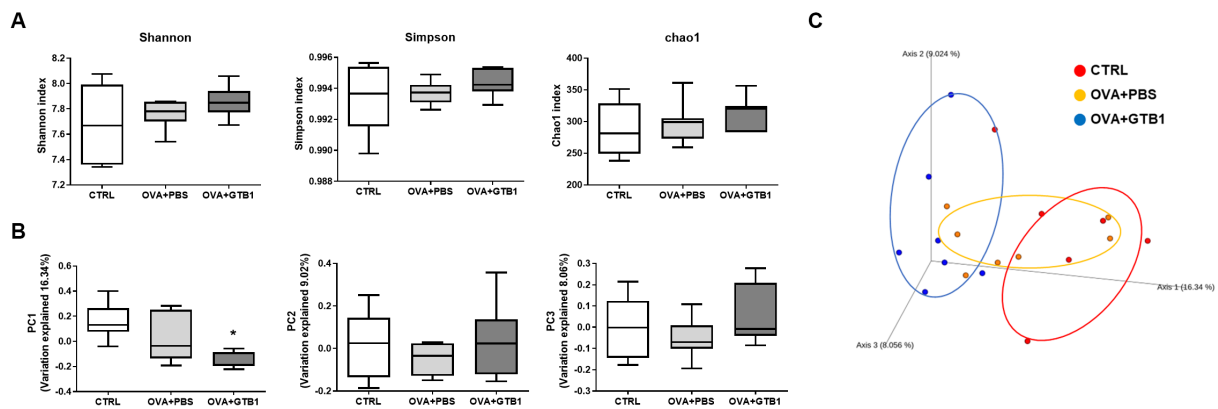 A
Shannon
Shannon index
8.2
8.0
7.8
7.6
7.4
7.2
CTRL
OVA+PBS
OVA+GTB1
Simpson
Simpson index
0.996
0.994
0.992
0.990
0.988
CTRL
OVA+PBS
OVA+GTB1
chao1
Chao1 index
400
350
300
250
200
CTRL
OVA+PBS
OVA+GTB1
B
PC1
(Variation explained 16.34%)
0.6
0.4
0.2
0.0
-0.2
-0.4
*
CTRL
OVA+PBS
OVA+GTB1
PC2
(Variation explained 9.02%)
0.4
0.2
0.0
-0.2
CTRL
OVA+PBS
OVA+GTB1
PC3
(Variation explained 8.06%)
0.3
0.2
0.1
0.0
-0.1
-0.2
-0.3
CTRL
OVA+PBS
OVA+GTB1
C
Axis 2 (9.024 %)
CTRL
OVA+PBS
OVA+GTB1
Axis 1 (16.34 %)
Axis 3 (8.056 %)